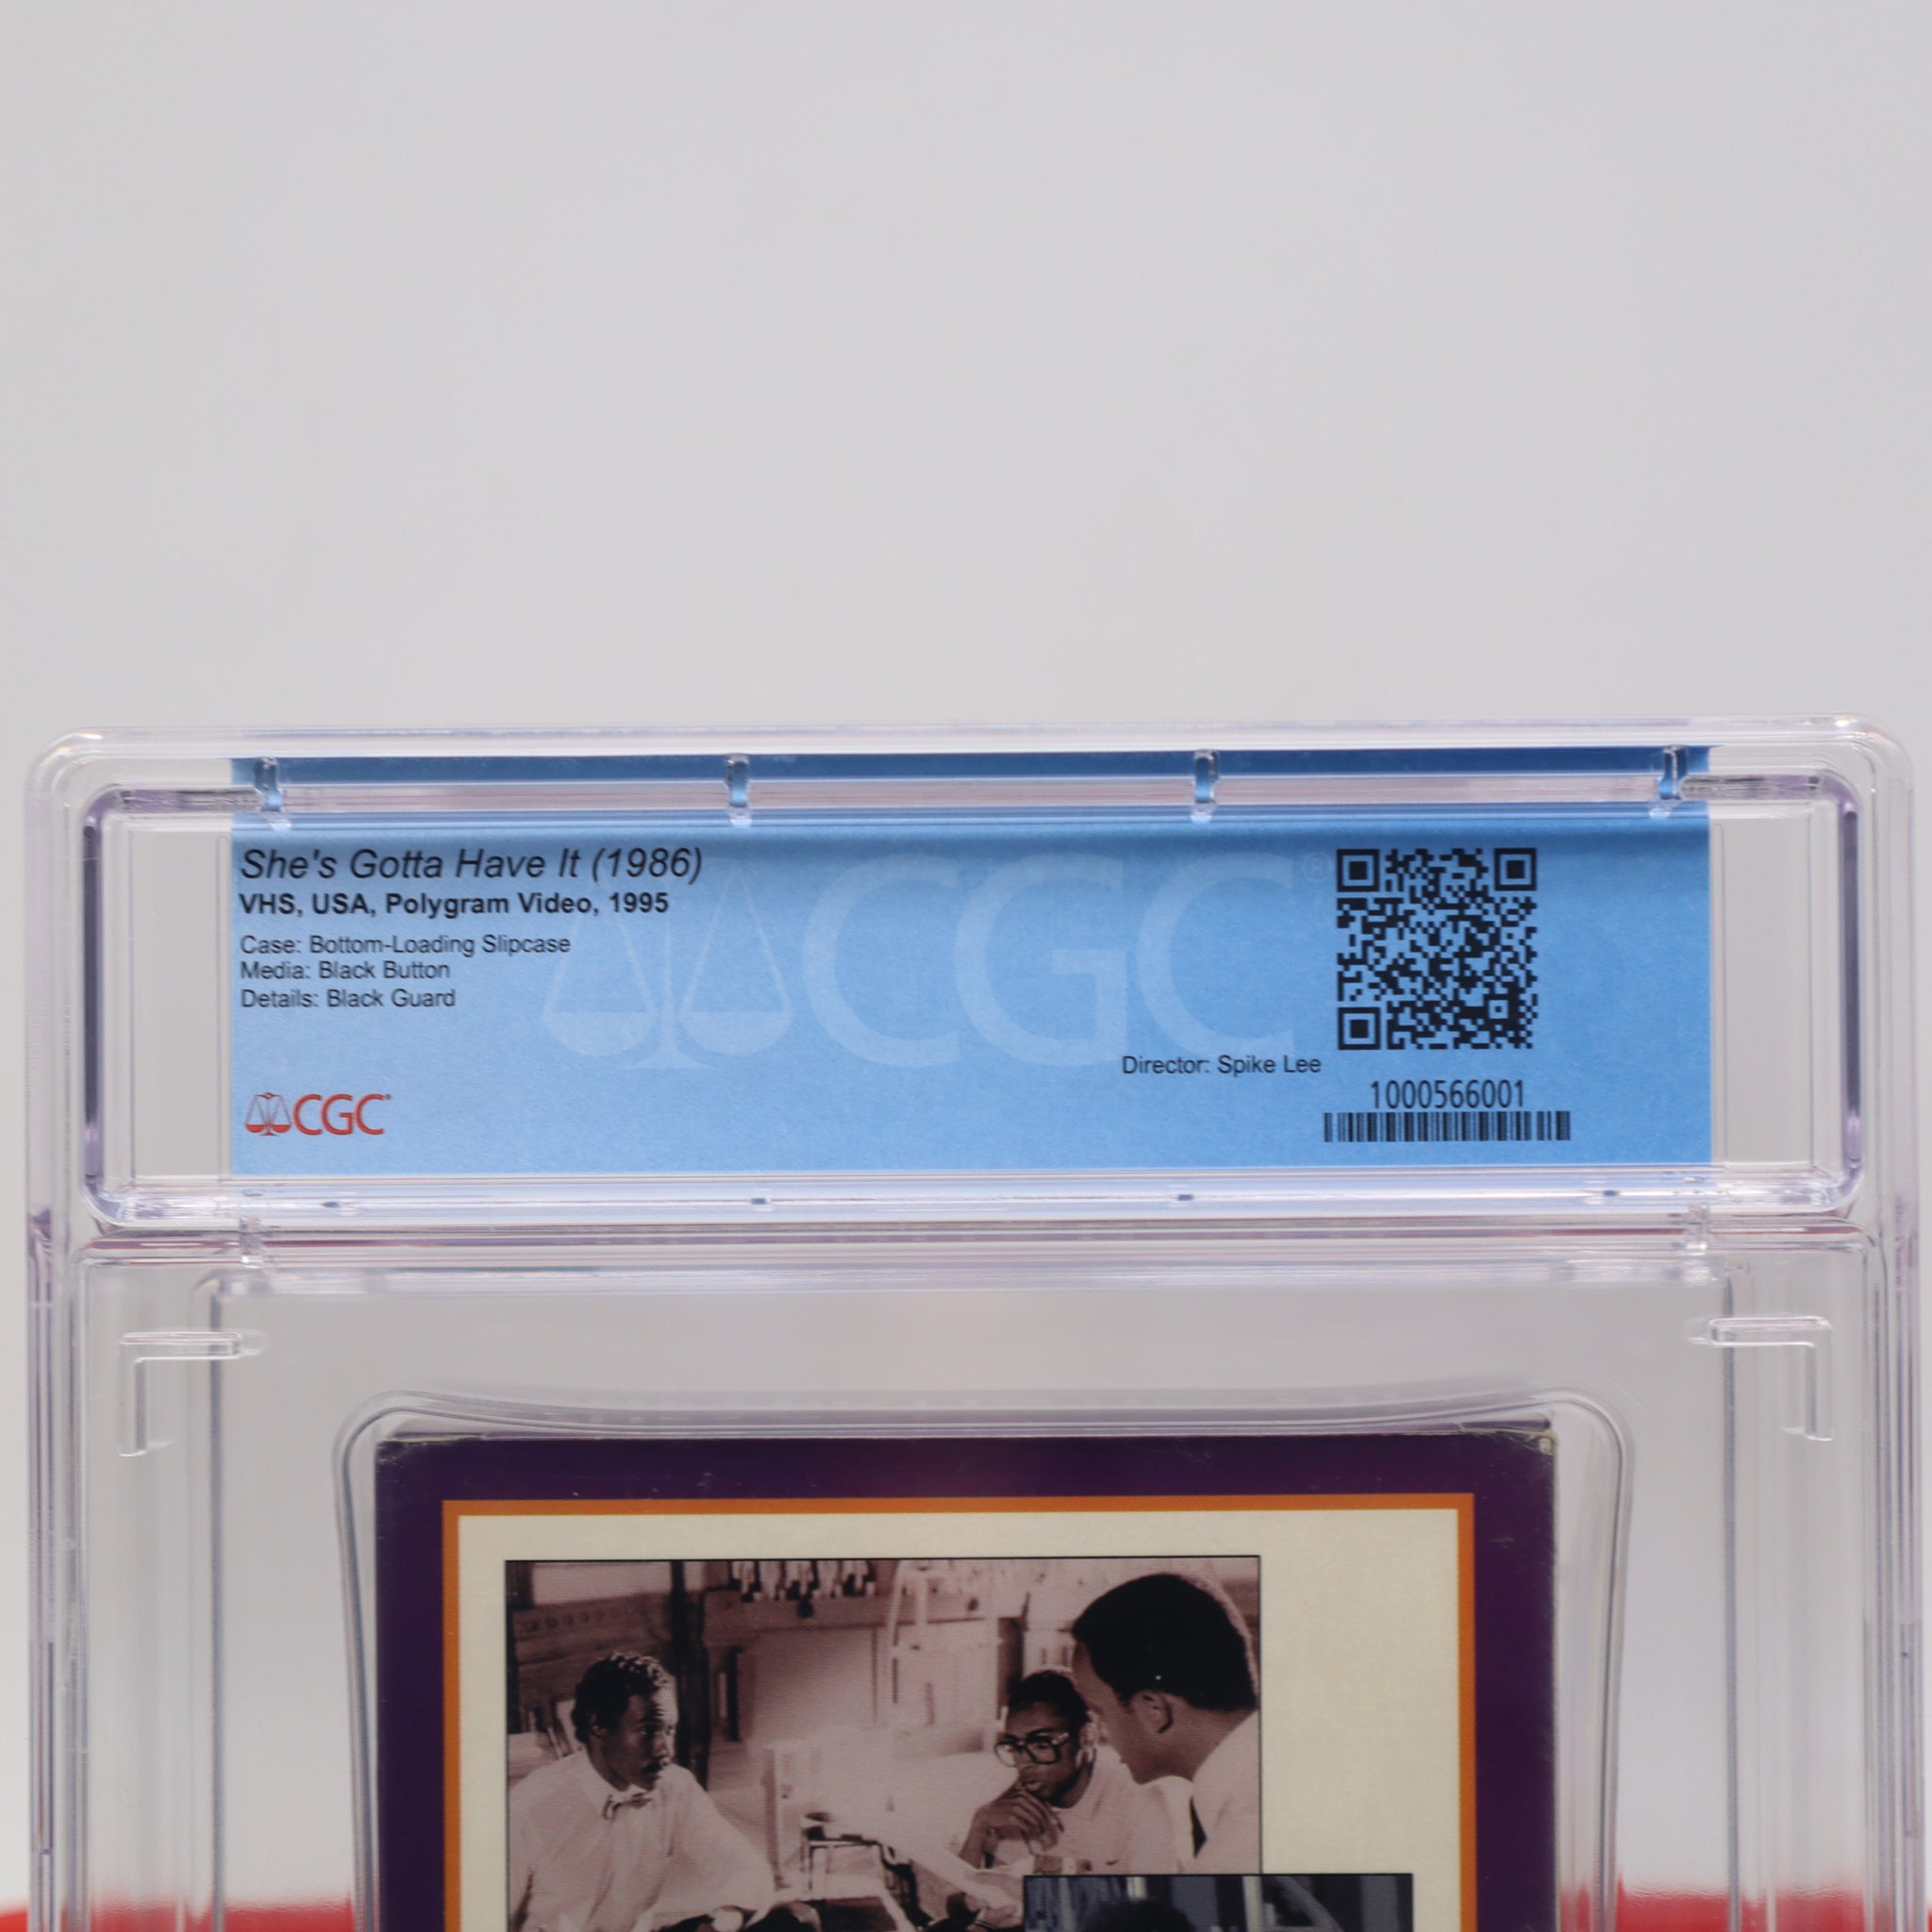 She's Gotta Have It (1986)
VHS, USA, Polygram Video, 1995
Case: Bottom-Loading Slipcase
Media: Black Button
Details: Black Guard
CGC®
Director: Spike Lee
1000566001
CGC®